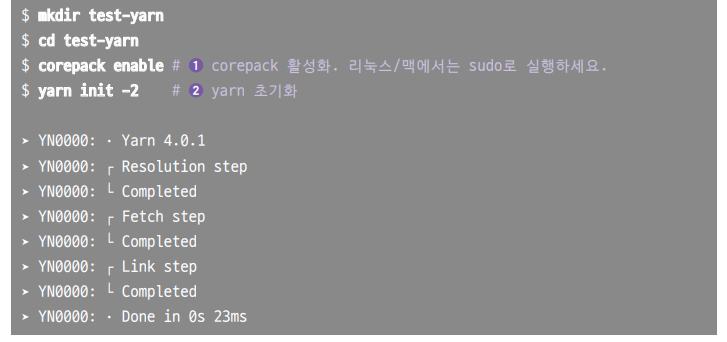 $ mkdir test-yarn
$ cd test-yarn
$ corepack enable # ❶ corepack 활성화. 리눅스/맥에서는 sudo로 실행하세요.
$ yarn init -2 # ❷ yarn 초기화
➤ YN0000: · Yarn 4.0.1
➤ YN0000: ┌ Resolution step
➤ YN0000: └ Completed
➤ YN0000: ┌ Fetch step
➤ YN0000: └ Completed
➤ YN0000: ┌ Link step
➤ YN0000: └ Completed
➤ YN0000: · Done in 0s 23ms